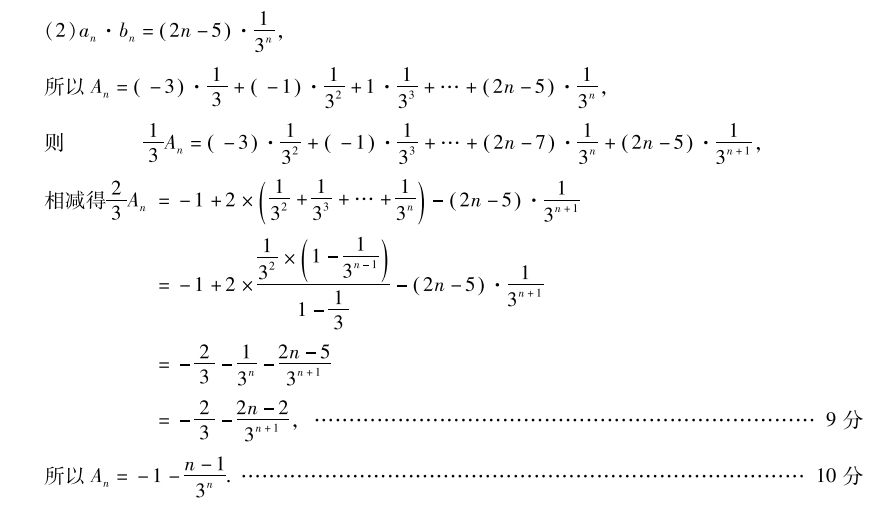 (2)aₙ·bₙ=(2n-5)·1/3ⁿ,
所以 Aₙ=(-3)·1/3+(-1)·1/3²+1·1/3³+⋯+(2n-5)·1/3ⁿ,
则 1/3Aₙ=(-3)·1/3²+(-1)·1/3³+⋯+(2n-7)·1/3ⁿ+(2n-5)·1/3ⁿ⁺¹,
相减得2/3Aₙ=-1+2×(1/3²+1/3³+⋯+1/3ⁿ)-(2n-5)·1/3ⁿ⁺¹
=-1+2×(1/3²×(1-1/3ⁿ⁻¹))/(1-1/3)-(2n-5)·1/3ⁿ⁺¹
=-2/3-1/3ⁿ-(2n-5)/3ⁿ⁺¹
=-2/3-(2n-2)/3ⁿ⁺¹, ⋯⋯⋯⋯⋯⋯⋯⋯ 9分
所以 Aₙ=-1-(n-1)/3ⁿ. ⋯⋯⋯⋯⋯⋯⋯⋯ 10分